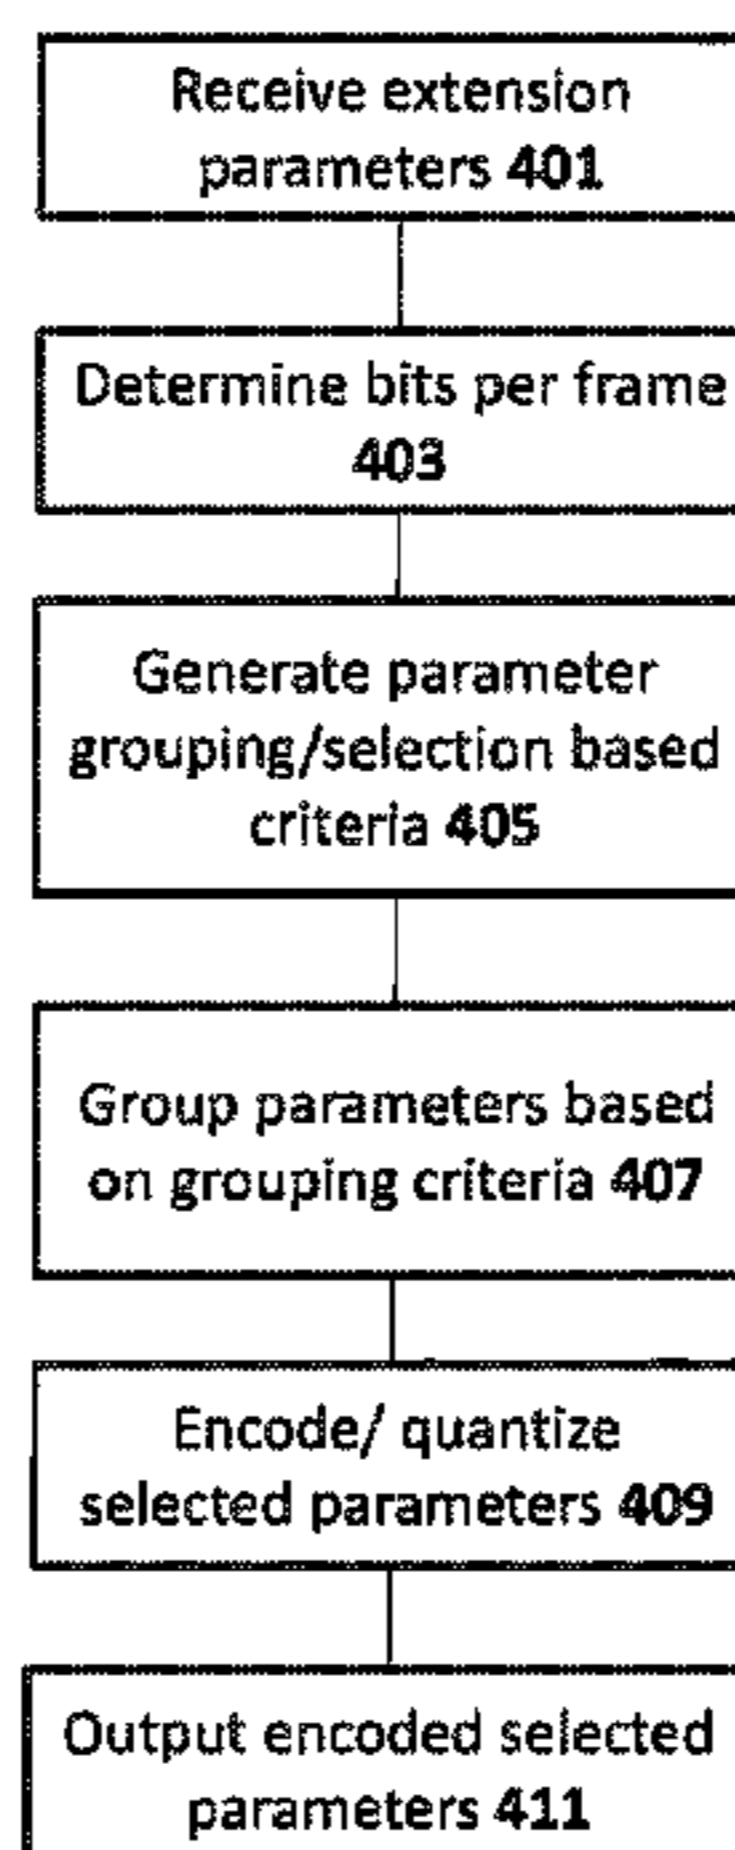 Receive extension
parameters 401
Determine bits per frame
403
Generate parameter
grouping/selection based
criteria 405
Group parameters based
on grouping criteria 407
Encode/ quantize
selected parameters 409
Output encoded selected
parameters 411